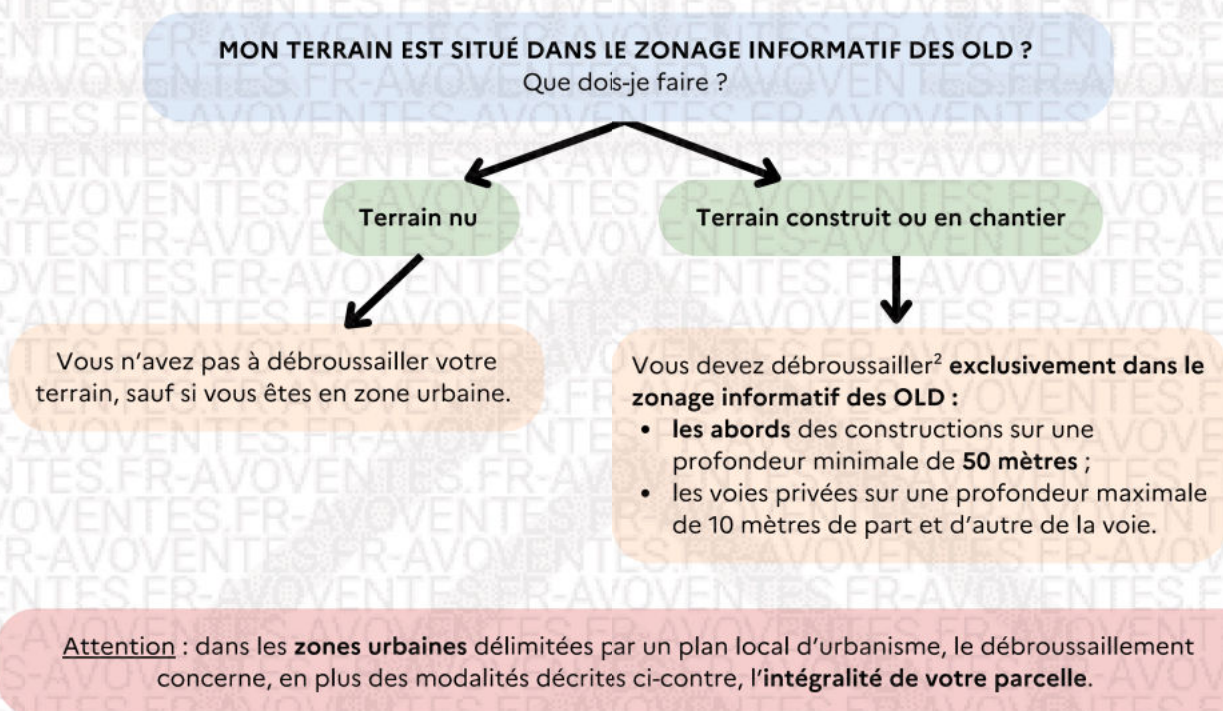 MON TERRAIN EST SITUÉ DANS LE ZONAGE INFORMATIF DES OLD ?
Que dois-je faire ?
Terrain nu
Terrain construit ou en chantier
Vous n'avez pas à débroussailler votre
terrain, sauf si vous êtes en zone urbaine.
Vous devez débroussailler² exclusivement dans le
zonage informatif des OLD :
• les abords des constructions sur une
profondeur minimale de 50 mètres ;
• les voies privées sur une profondeur maximale
de 10 mètres de part et d'autre de la voie.
Attention : dans les zones urbaines délimitées par un plan local d'urbanisme, le débroussaillement
concerne, en plus des modalités décrites ci-contre, l'intégralité de votre parcelle.